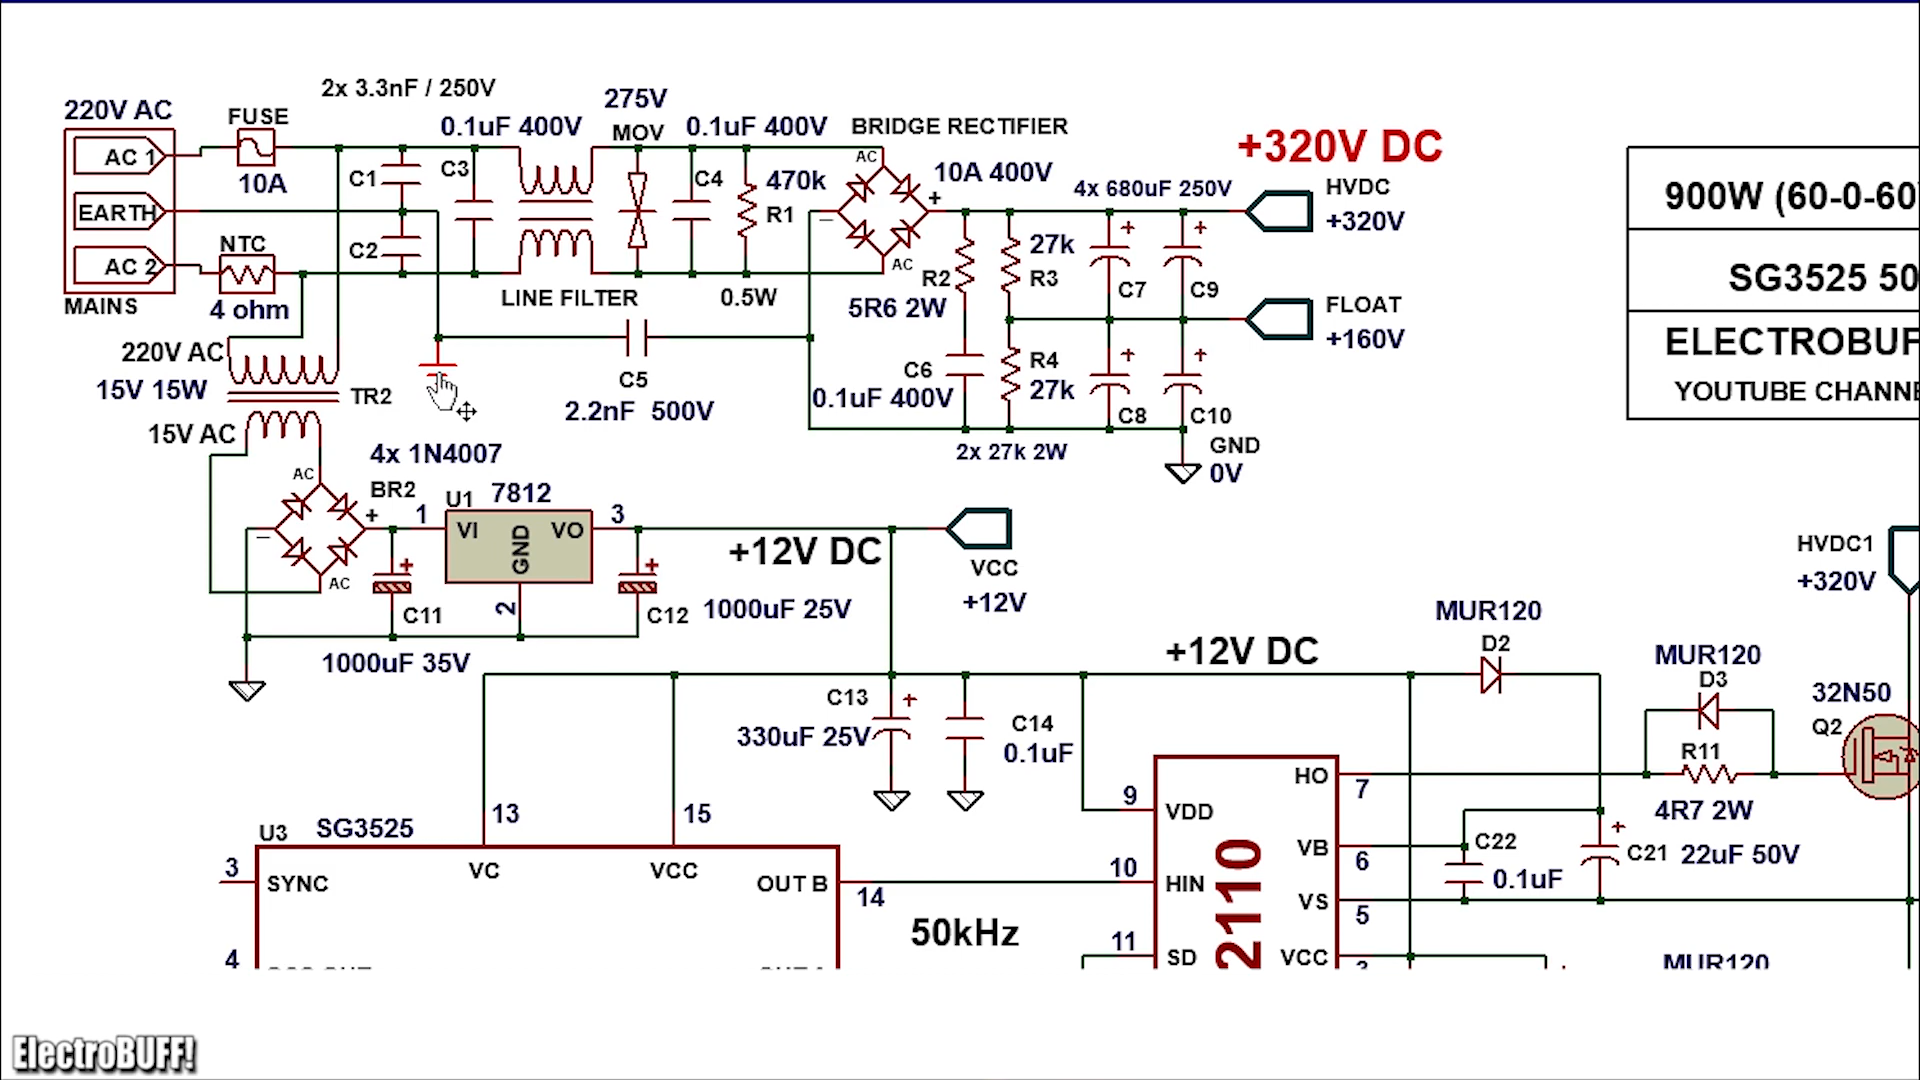 220V AC
AC 1
EARTH
AC 2
MAINS
FUSE
10A
NTC
4 ohm
2x 3.3nF / 250V
C1
C2
0.1uF 400V
C3
LINE FILTER
275V
MOV
0.1uF 400V
C4
470k
R1
0.5W
BRIDGE RECTIFIER
AC
10A 400V
+
−
AC
R2
5R6 2W
C6
0.1uF 400V
27k
R3
R4
27k
2x 27k 2W
4x 680uF 250V
+
+
C7
C9
+
+
C8
C10
+320V DC
HVDC
+320V
FLOAT
+160V
GND
0V
C5
2.2nF 500V
900W (60-0-60
SG3525 50
ELECTROBUF
YOUTUBE CHANNE
220V AC
15V 15W
TR2
15V AC
4x 1N4007
AC
BR2
+
−
AC
1
U1
7812
VI
GND
VO
2
3
+
C11
1000uF 35V
+
C12
1000uF 25V
+12V DC
VCC
+12V
C13
+
330uF 25V
C14
0.1uF
+12V DC
MUR120
D2
MUR120
D3
R11
4R7 2W
HVDC1
+320V
32N50
Q2
U3
SG3525
13
15
3
SYNC
VC
VCC
OUT B
14
4
50kHz
9
VDD
10
HIN
11
SD
2110
HO
7
VB
6
VS
5
VCC
C22
0.1uF
+
C21
22uF 50V
MUR120
ElectroBUFF!